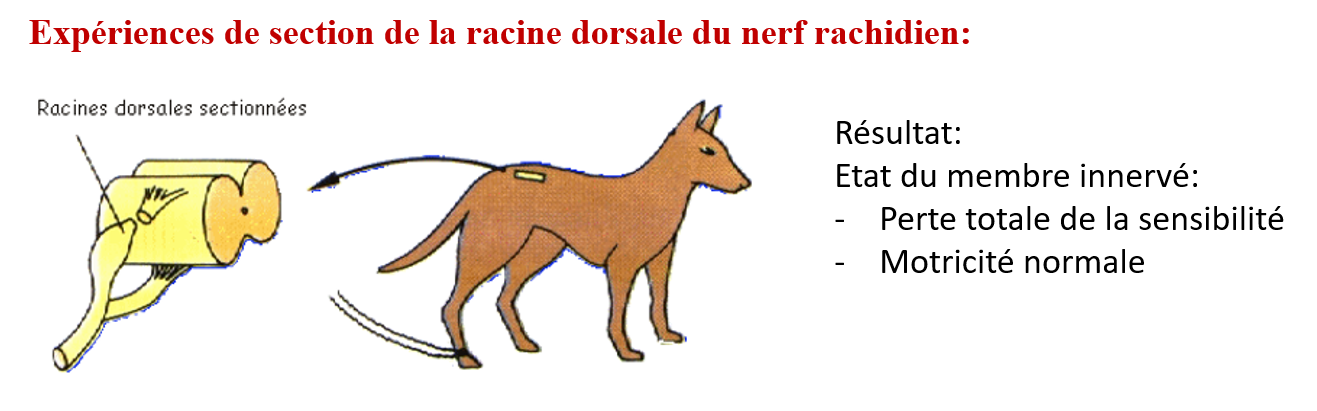 Expériences de section de la racine dorsale du nerf rachidien:
Racines dorsales sectionnées
Résultat:
Etat du membre innervé:
- Perte totale de la sensibilité
- Motricité normale